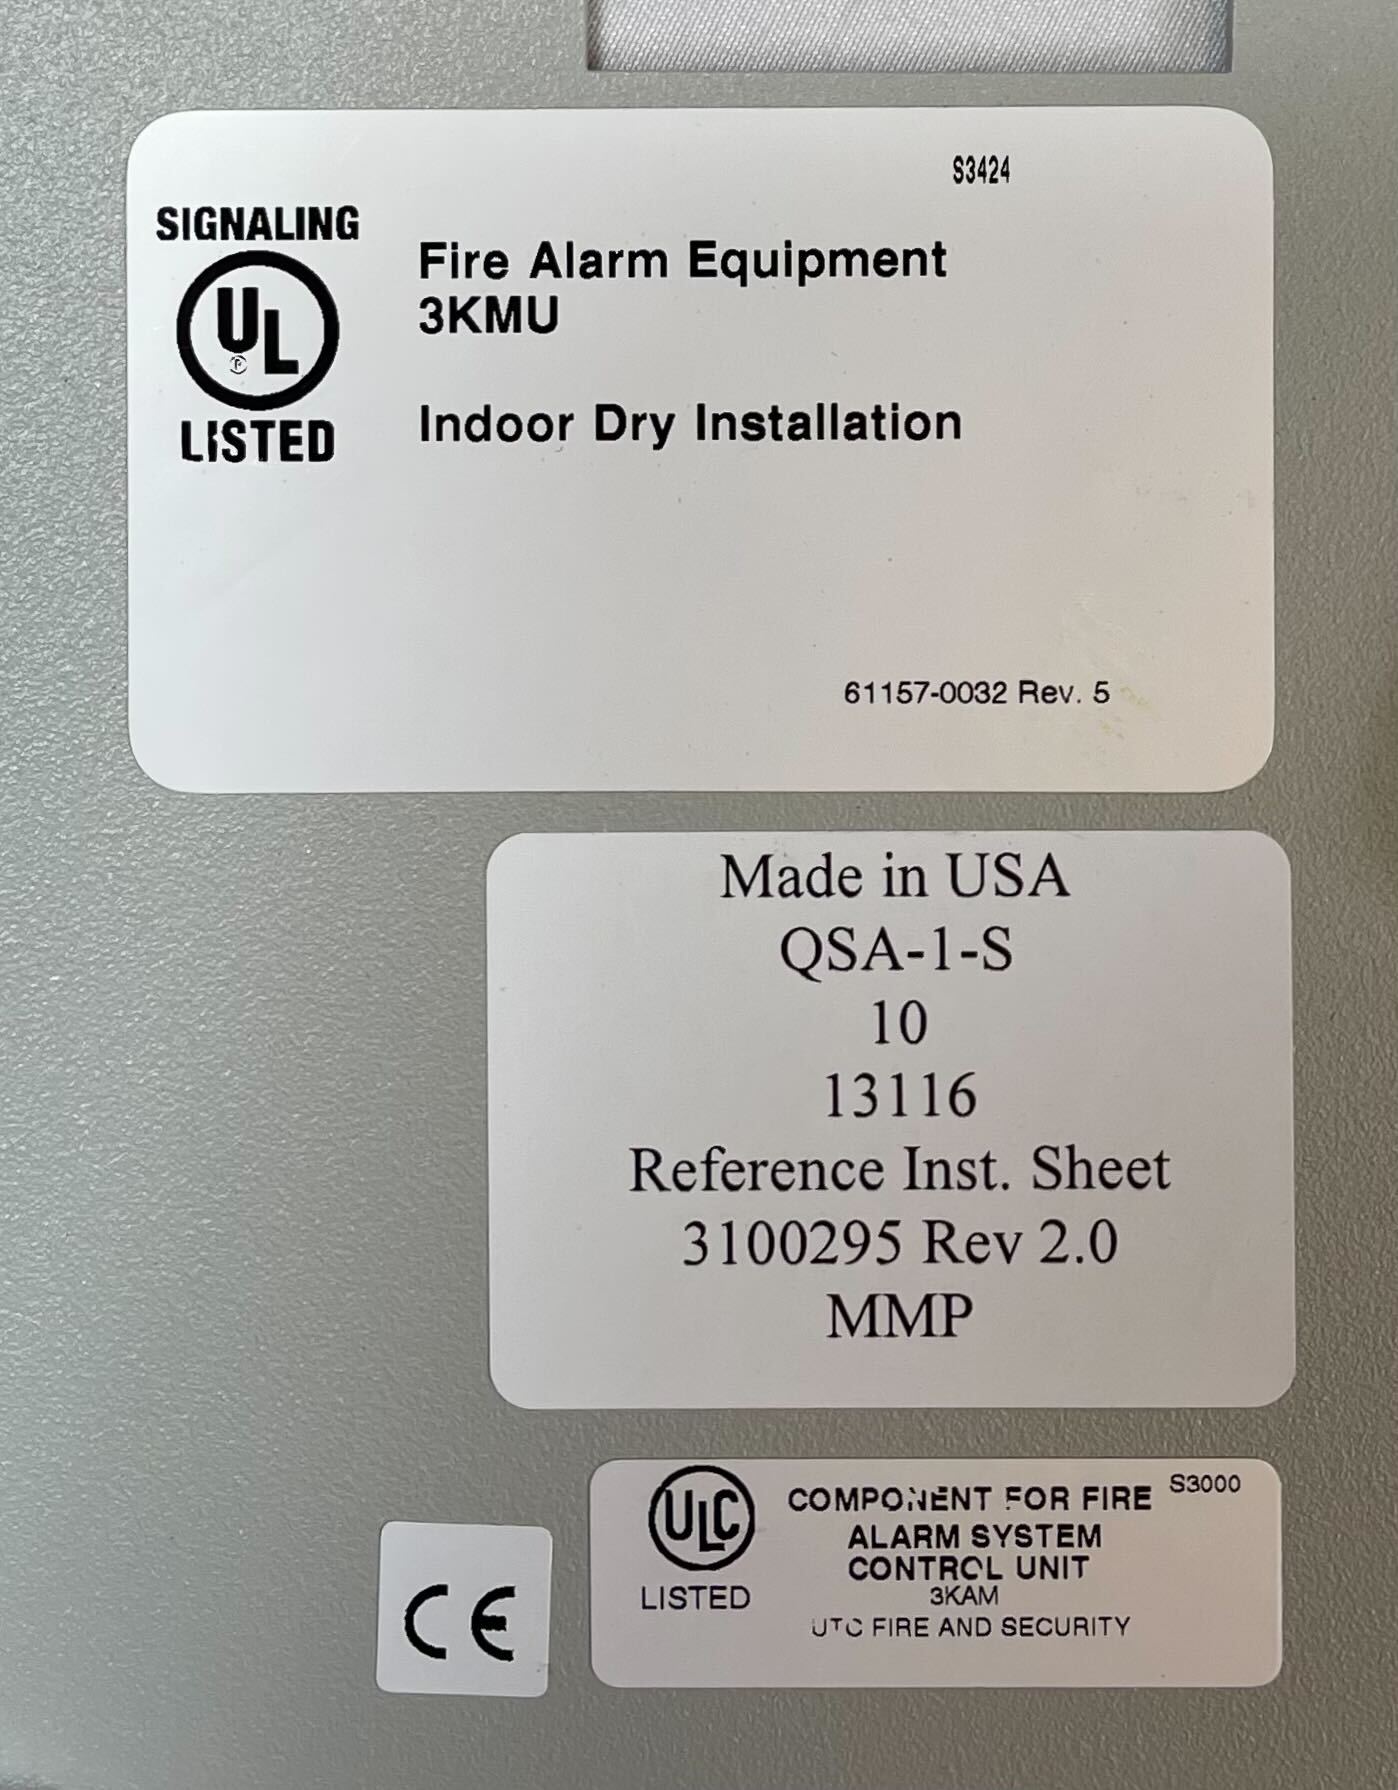 S3424
SIGNALING
UL
®
LISTED
Fire Alarm Equipment
3KMU
Indoor Dry Installation
61157-0032 Rev. 5
Made in USA
QSA-1-S
10
13116
Reference Inst. Sheet
3100295 Rev 2.0
MMP
CE
ULC
LISTED
COMPONENT FOR FIRE S3000
ALARM SYSTEM
CONTROL UNIT
3KAM
UTC FIRE AND SECURITY